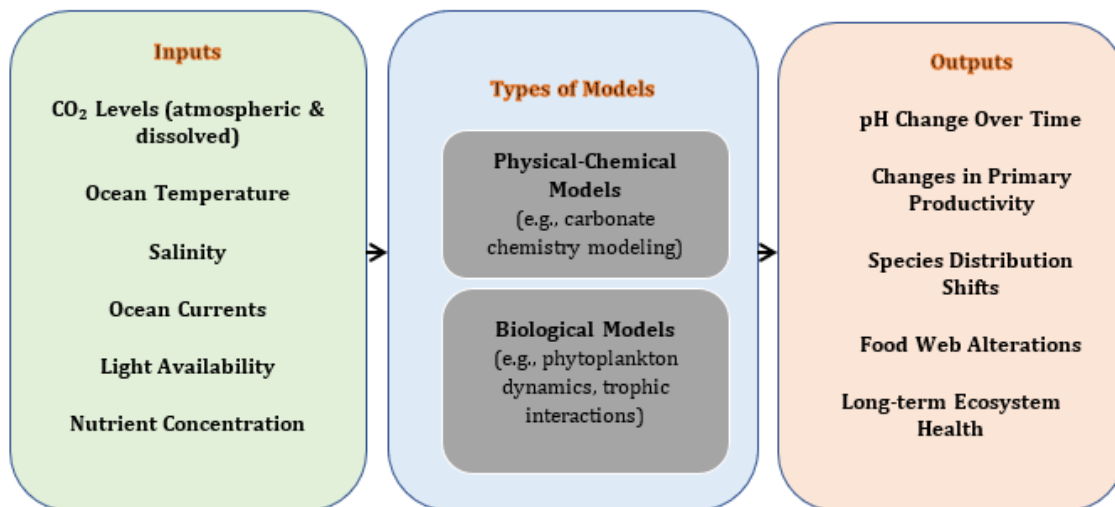 Inputs
CO₂ Levels (atmospheric &
dissolved)
Ocean Temperature
Salinity
Ocean Currents
Light Availability
Nutrient Concentration
Types of Models
Physical-Chemical
Models
(e.g., carbonate
chemistry modeling)
Biological Models
(e.g., phytoplankton
dynamics, trophic
interactions)
Outputs
pH Change Over Time
Changes in Primary
Productivity
Species Distribution
Shifts
Food Web Alterations
Long-term Ecosystem
Health